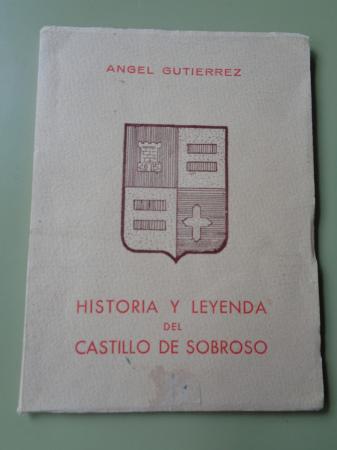 ANGEL GUTIERREZ
HISTORIA Y LEYENDA
DEL
CASTILLO DE SOBROSO